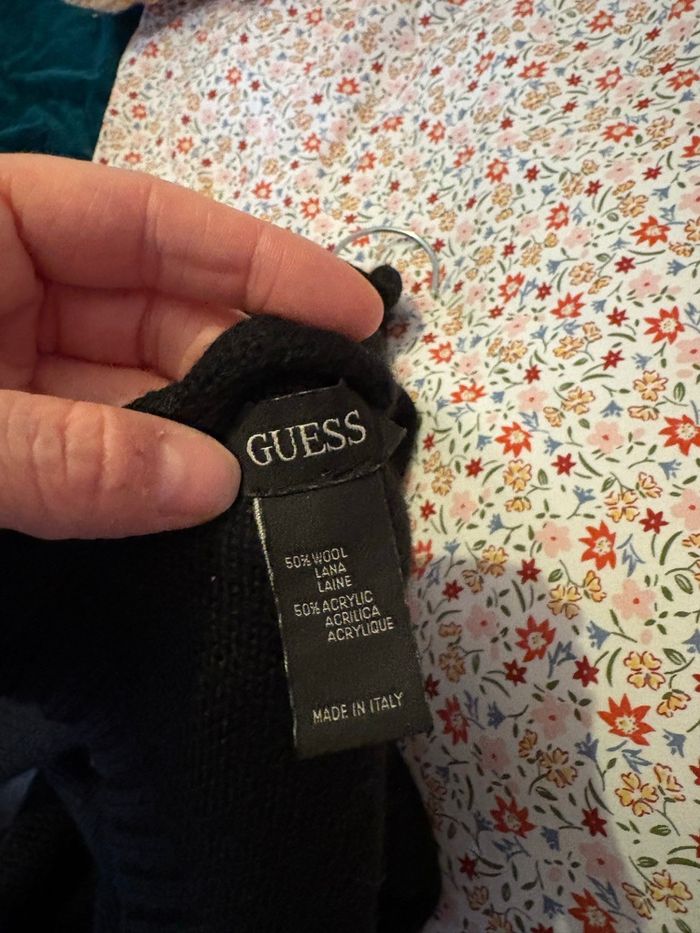 GUESS
50% WOOL
LANA
LAINE
50% ACRYLIC
ACRILICA
ACRYLIQUE
MADE IN ITALY